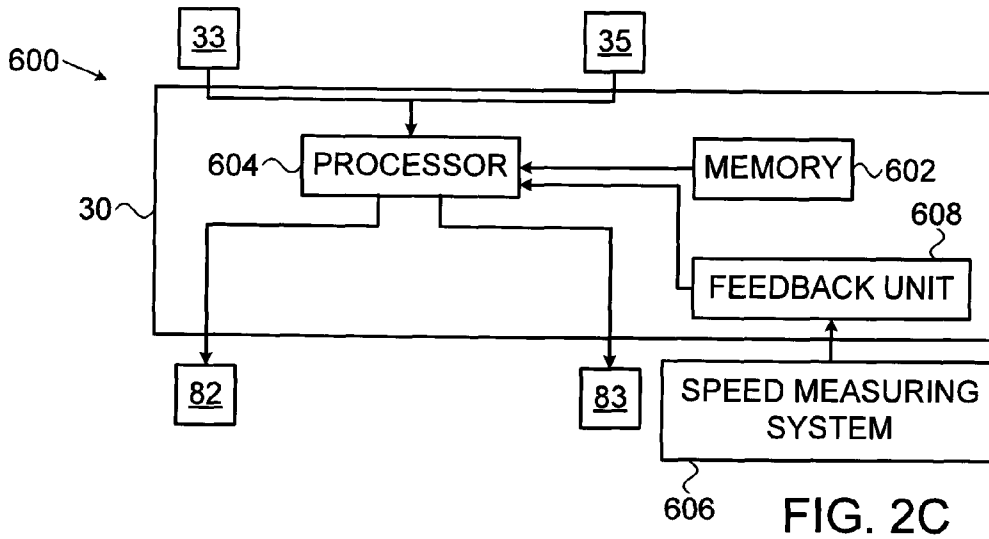 33
35
600
PROCESSOR
604
MEMORY
602
30
608
FEEDBACK UNIT
82
83
SPEED MEASURING
SYSTEM
606
FIG. 2C